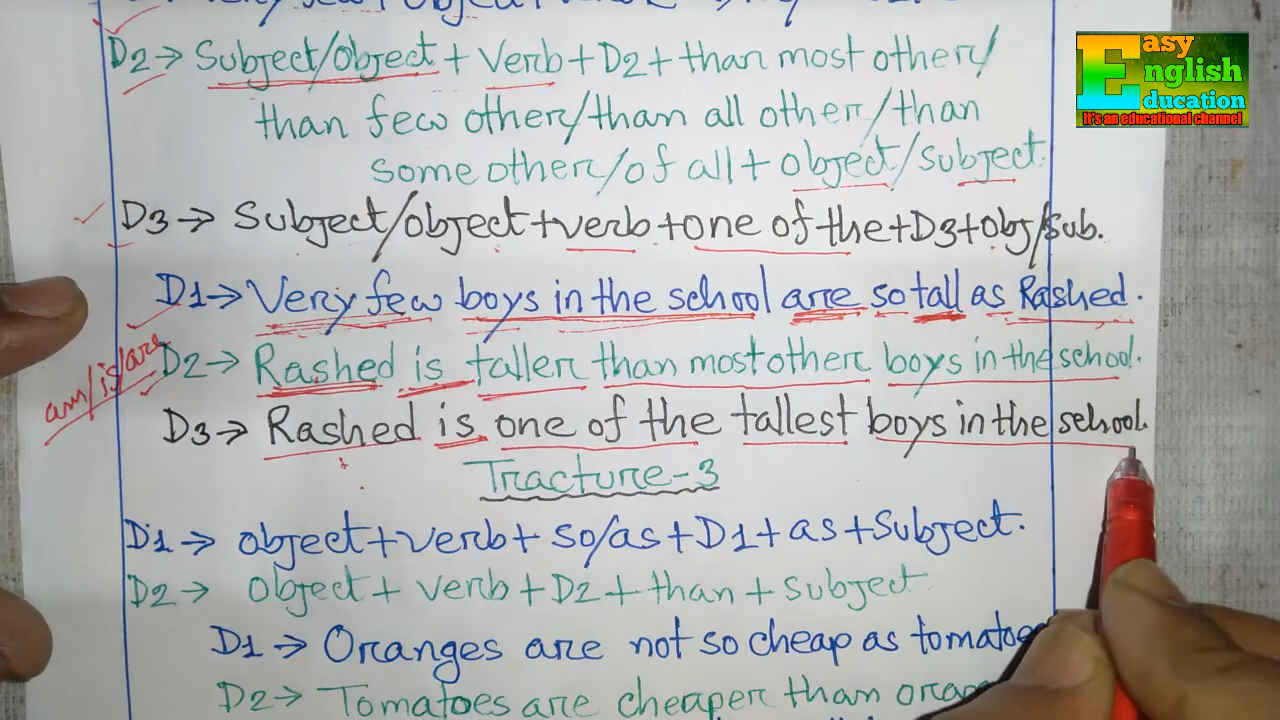 D2→ Subject/object + Verb + D2 + than most other/
than few other/than all other/than
some other/of all + object/subject.
D3→ Subject/object+verb+one of the+D3+obj/sub.
D1→ Very few boys in the school are so tall as Rashed.
am/is/are
D2→ Rashed is taller than most other boys in the school.
D3→ Rashed is one of the tallest boys in the school.
Tracture-3
D1→ object+verb+so/as+D1+as+Subject.
D2→ object + verb + D2 + than + subject
D1→ Oranges are not so cheap as
D2→ Tomatoes are cheaper than
Easy
English
Education
It's an educational channel